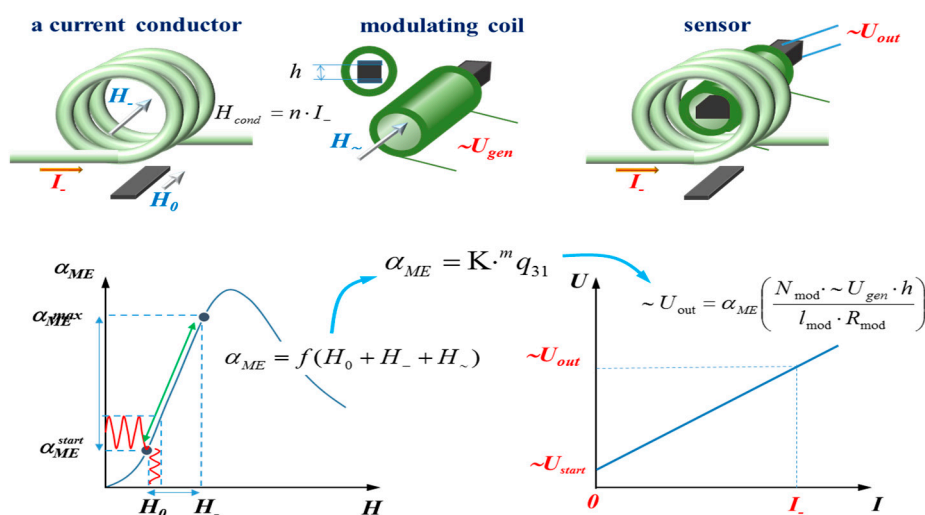 a current conductor
modulating coil
sensor
~U_out
h
H_-
H_cond = n · I_-
H_~
~U_gen
I_-
H_0
I_-
α_ME
α_ME = K·^m q_31
U
~ U_out = α_ME ( N_mod · ~ U_gen · h / l_mod · R_mod )
α_ME^max
α_ME = f(H_0 + H_- + H_~)
~U_out
α_ME^start
~U_start
H_0
H_-
H
0
I_-
I